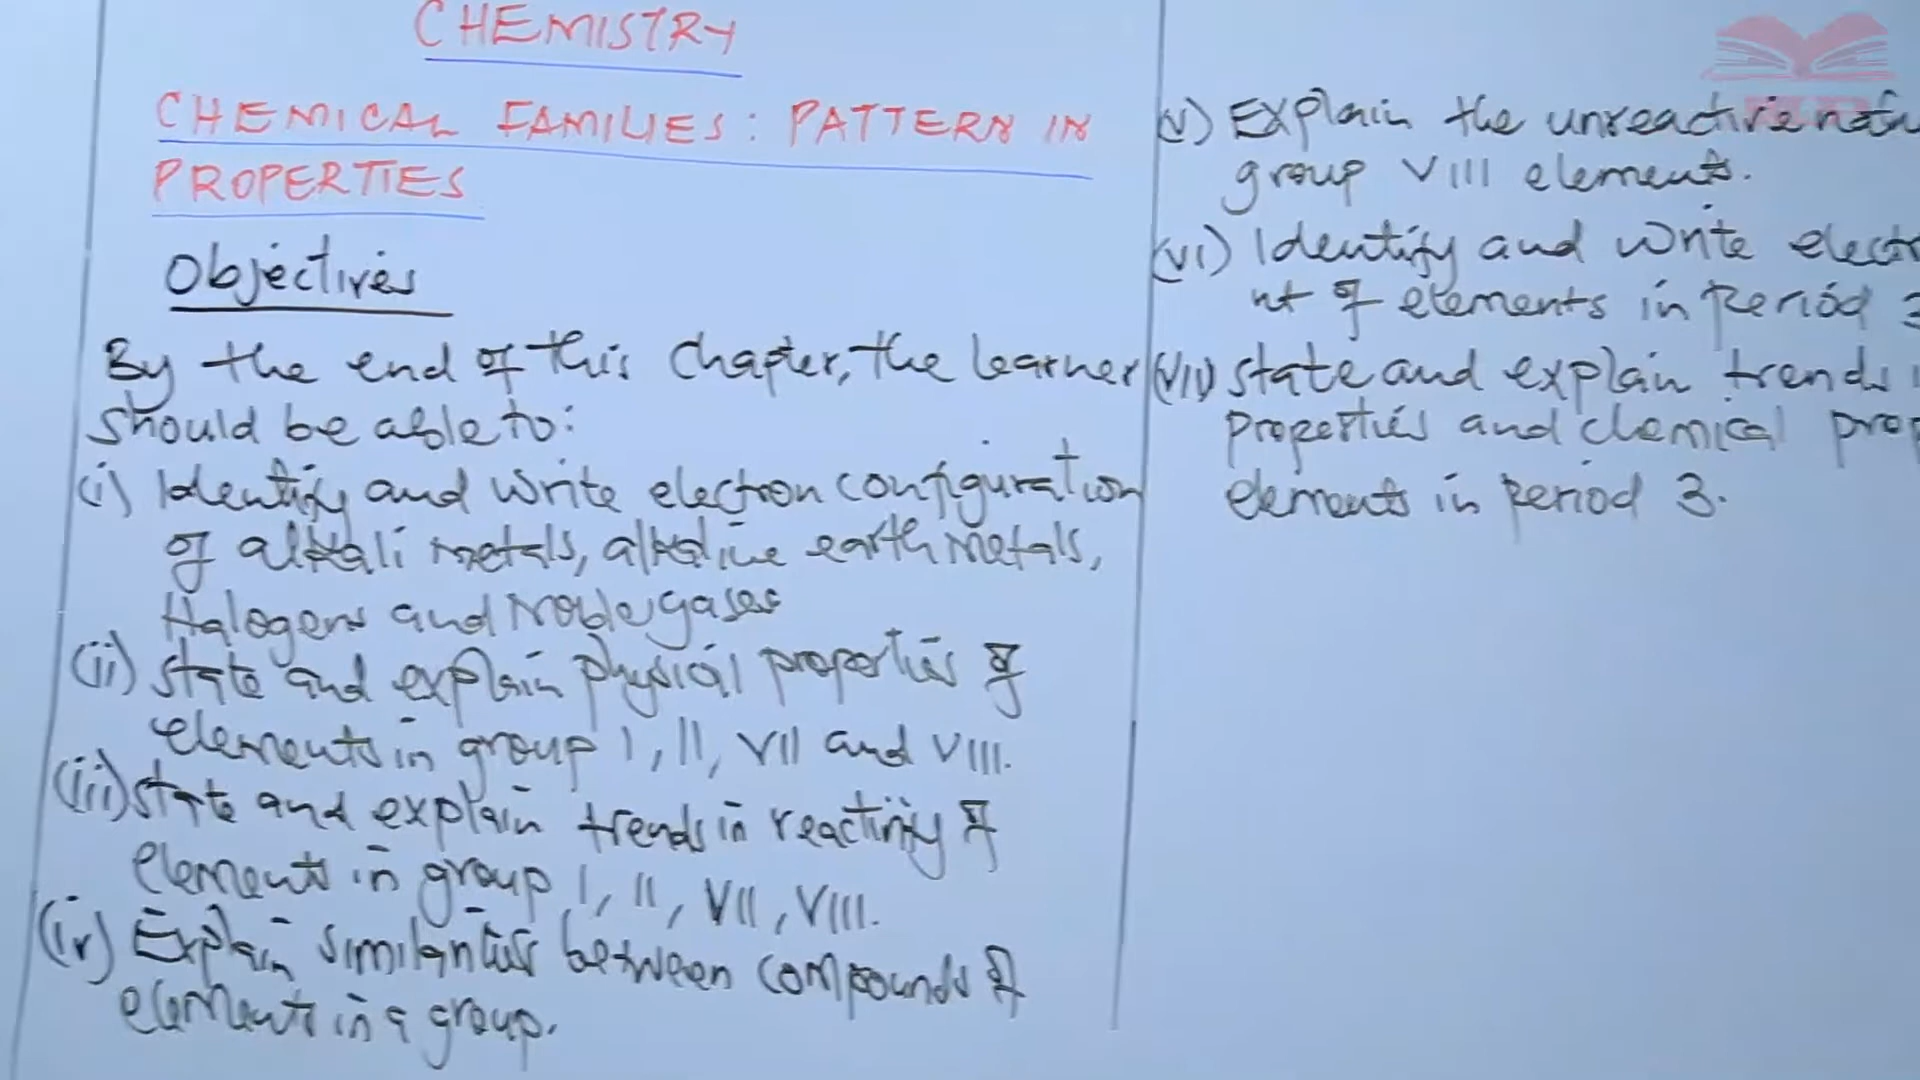 CHEMISTRY
CHEMICAL FAMILIES: PATTERN IN
PROPERTIES
Objectives
By the end of this Chapter, the learner
should be able to:
(i) Identify and write electron configuration
of alkali metals, alkaline earth metals,
Halogens and Noble gases
(ii) state and explain physical properties of
elements in group I, II, VII and VIII.
(iii) state and explain trends in reactivity of
elements in group I, II, VII, VIII.
(iv) Explain similarities between compounds of
elements in a group.
(v) Explain the unreactive natu
group VIII elements.
(vi) Identify and write electr
nt of elements in Period 3
(vii) state and explain trends i
properties and chemical prop
elements in period 3.